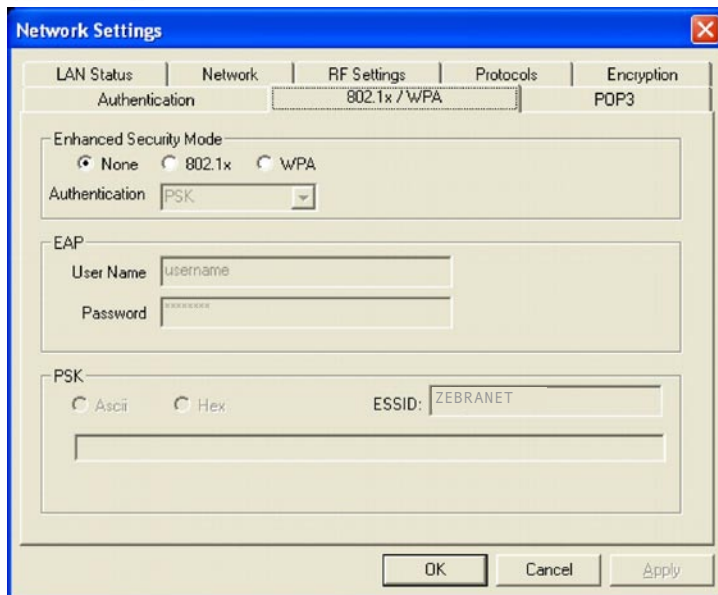 Network Settings
LAN Status Network RF Settings Protocols Encryption
Authentication 802.1x / WPA POP3
Enhanced Security Mode
None 802.1x WPA
Authentication PSK
EAP
User Name username
Password ********
PSK
Ascii Hex ESSID: ZEBRANET
OK Cancel Apply